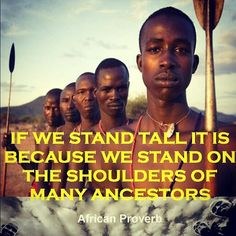 IF WE STAND TALL IT IS
BECAUSE WE STAND ON
THE SHOULDERS OF
MANY ANCESTORS
African Proverb